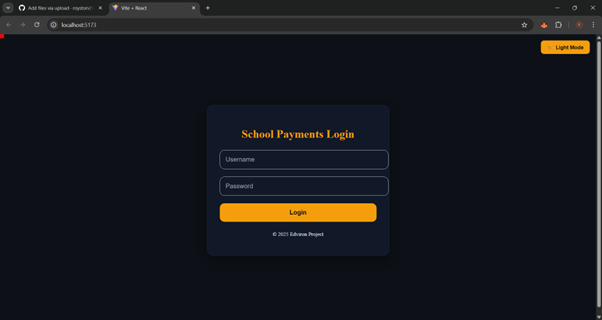 Add files via upload · royston/
Vite + React
localhost:5173
Light Mode
School Payments Login
Username
Password
Login
© 2025 Edviron Project